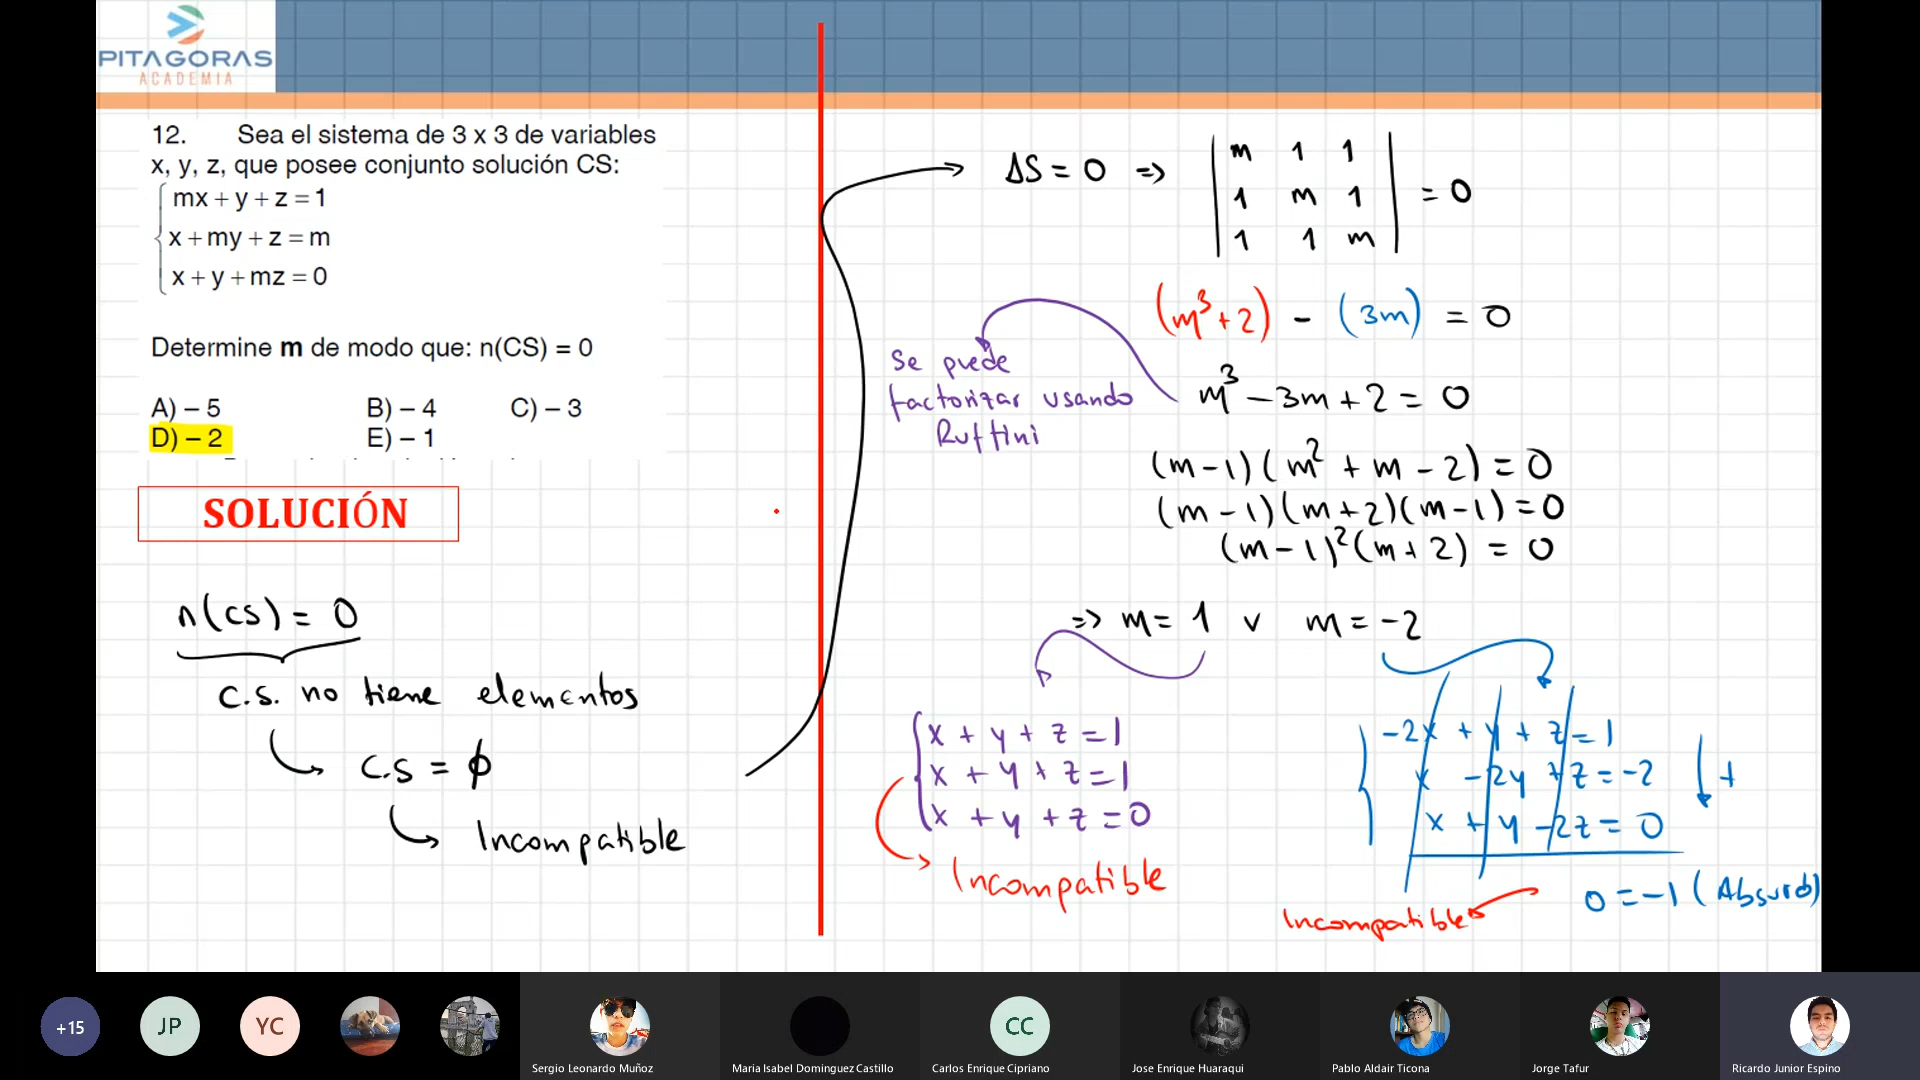 PITAGORAS
ACADEMIA
12. Sea el sistema de 3 x 3 de variables
x, y, z, que posee conjunto solución CS:
mx + y + z = 1
x + my + z = m
x + y + mz = 0
Determine m de modo que: n(CS) = 0
A) – 5 B) – 4 C) – 3
D) – 2 E) – 1
SOLUCIÓN
n(CS) = 0
C.S. no tiene elementos
C.S = ϕ
Incompatible
ΔS = 0 =>
| m 1 1 |
| 1 m 1 | = 0
| 1 1 m |
(m³+2) - (3m) = 0
Se puede
factorizar usando
Ruffini
m³ - 3m + 2 = 0
(m-1)(m² + m - 2) = 0
(m-1)(m+2)(m-1) = 0
(m-1)²(m+2) = 0
=> m = 1 v m = -2
x + y + z = 1
x + y + z = 1
x + y + z = 0
Incompatible
-2x + y + z = 1
x - 2y + z = -2
x + y - 2z = 0
+
0 = -1 (Absurdo)
Incompatible
+15
JP
YC
CC
Sergio Leonardo Muñoz
Maria Isabel Dominguez Castillo
Carlos Enrique Cipriano
Jose Enrique Huaraqui
Pablo Aldair Ticona
Jorge Tafur
Ricardo Junior Espino